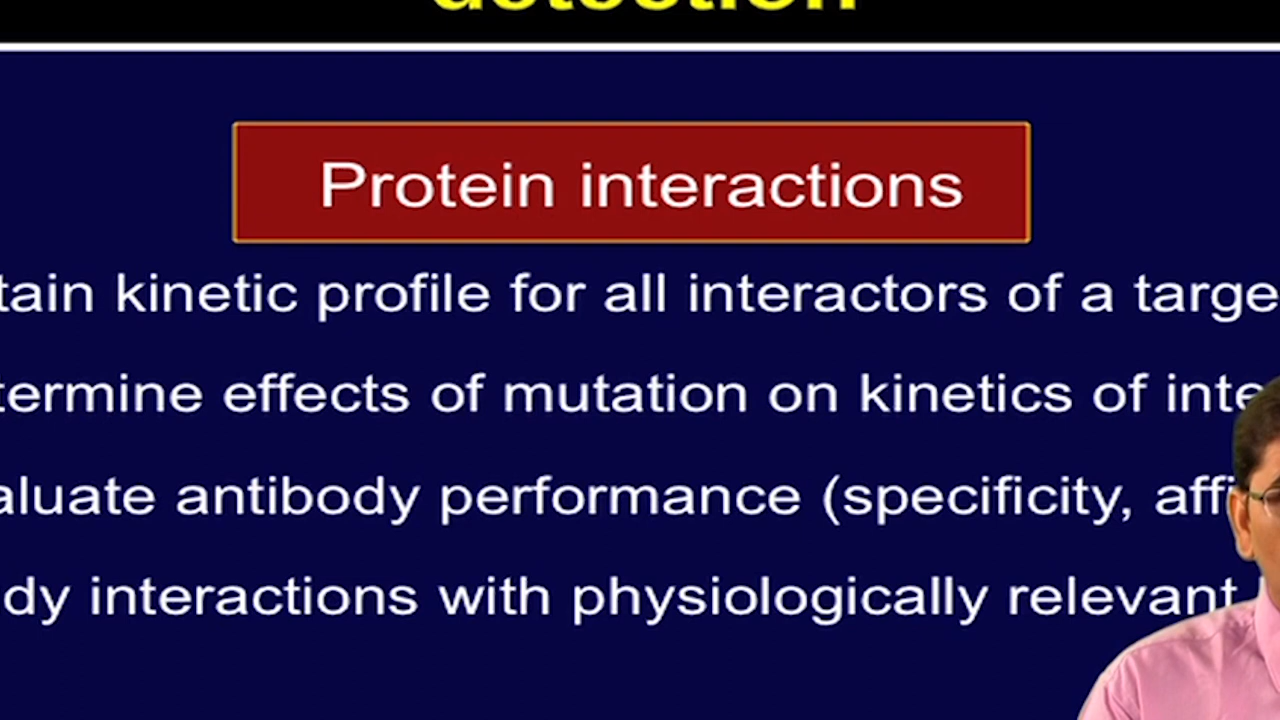 detection
Protein interactions
tain kinetic profile for all interactors of a targe
termine effects of mutation on kinetics of inte
aluate antibody performance (specificity, affi
dy interactions with physiologically relevant